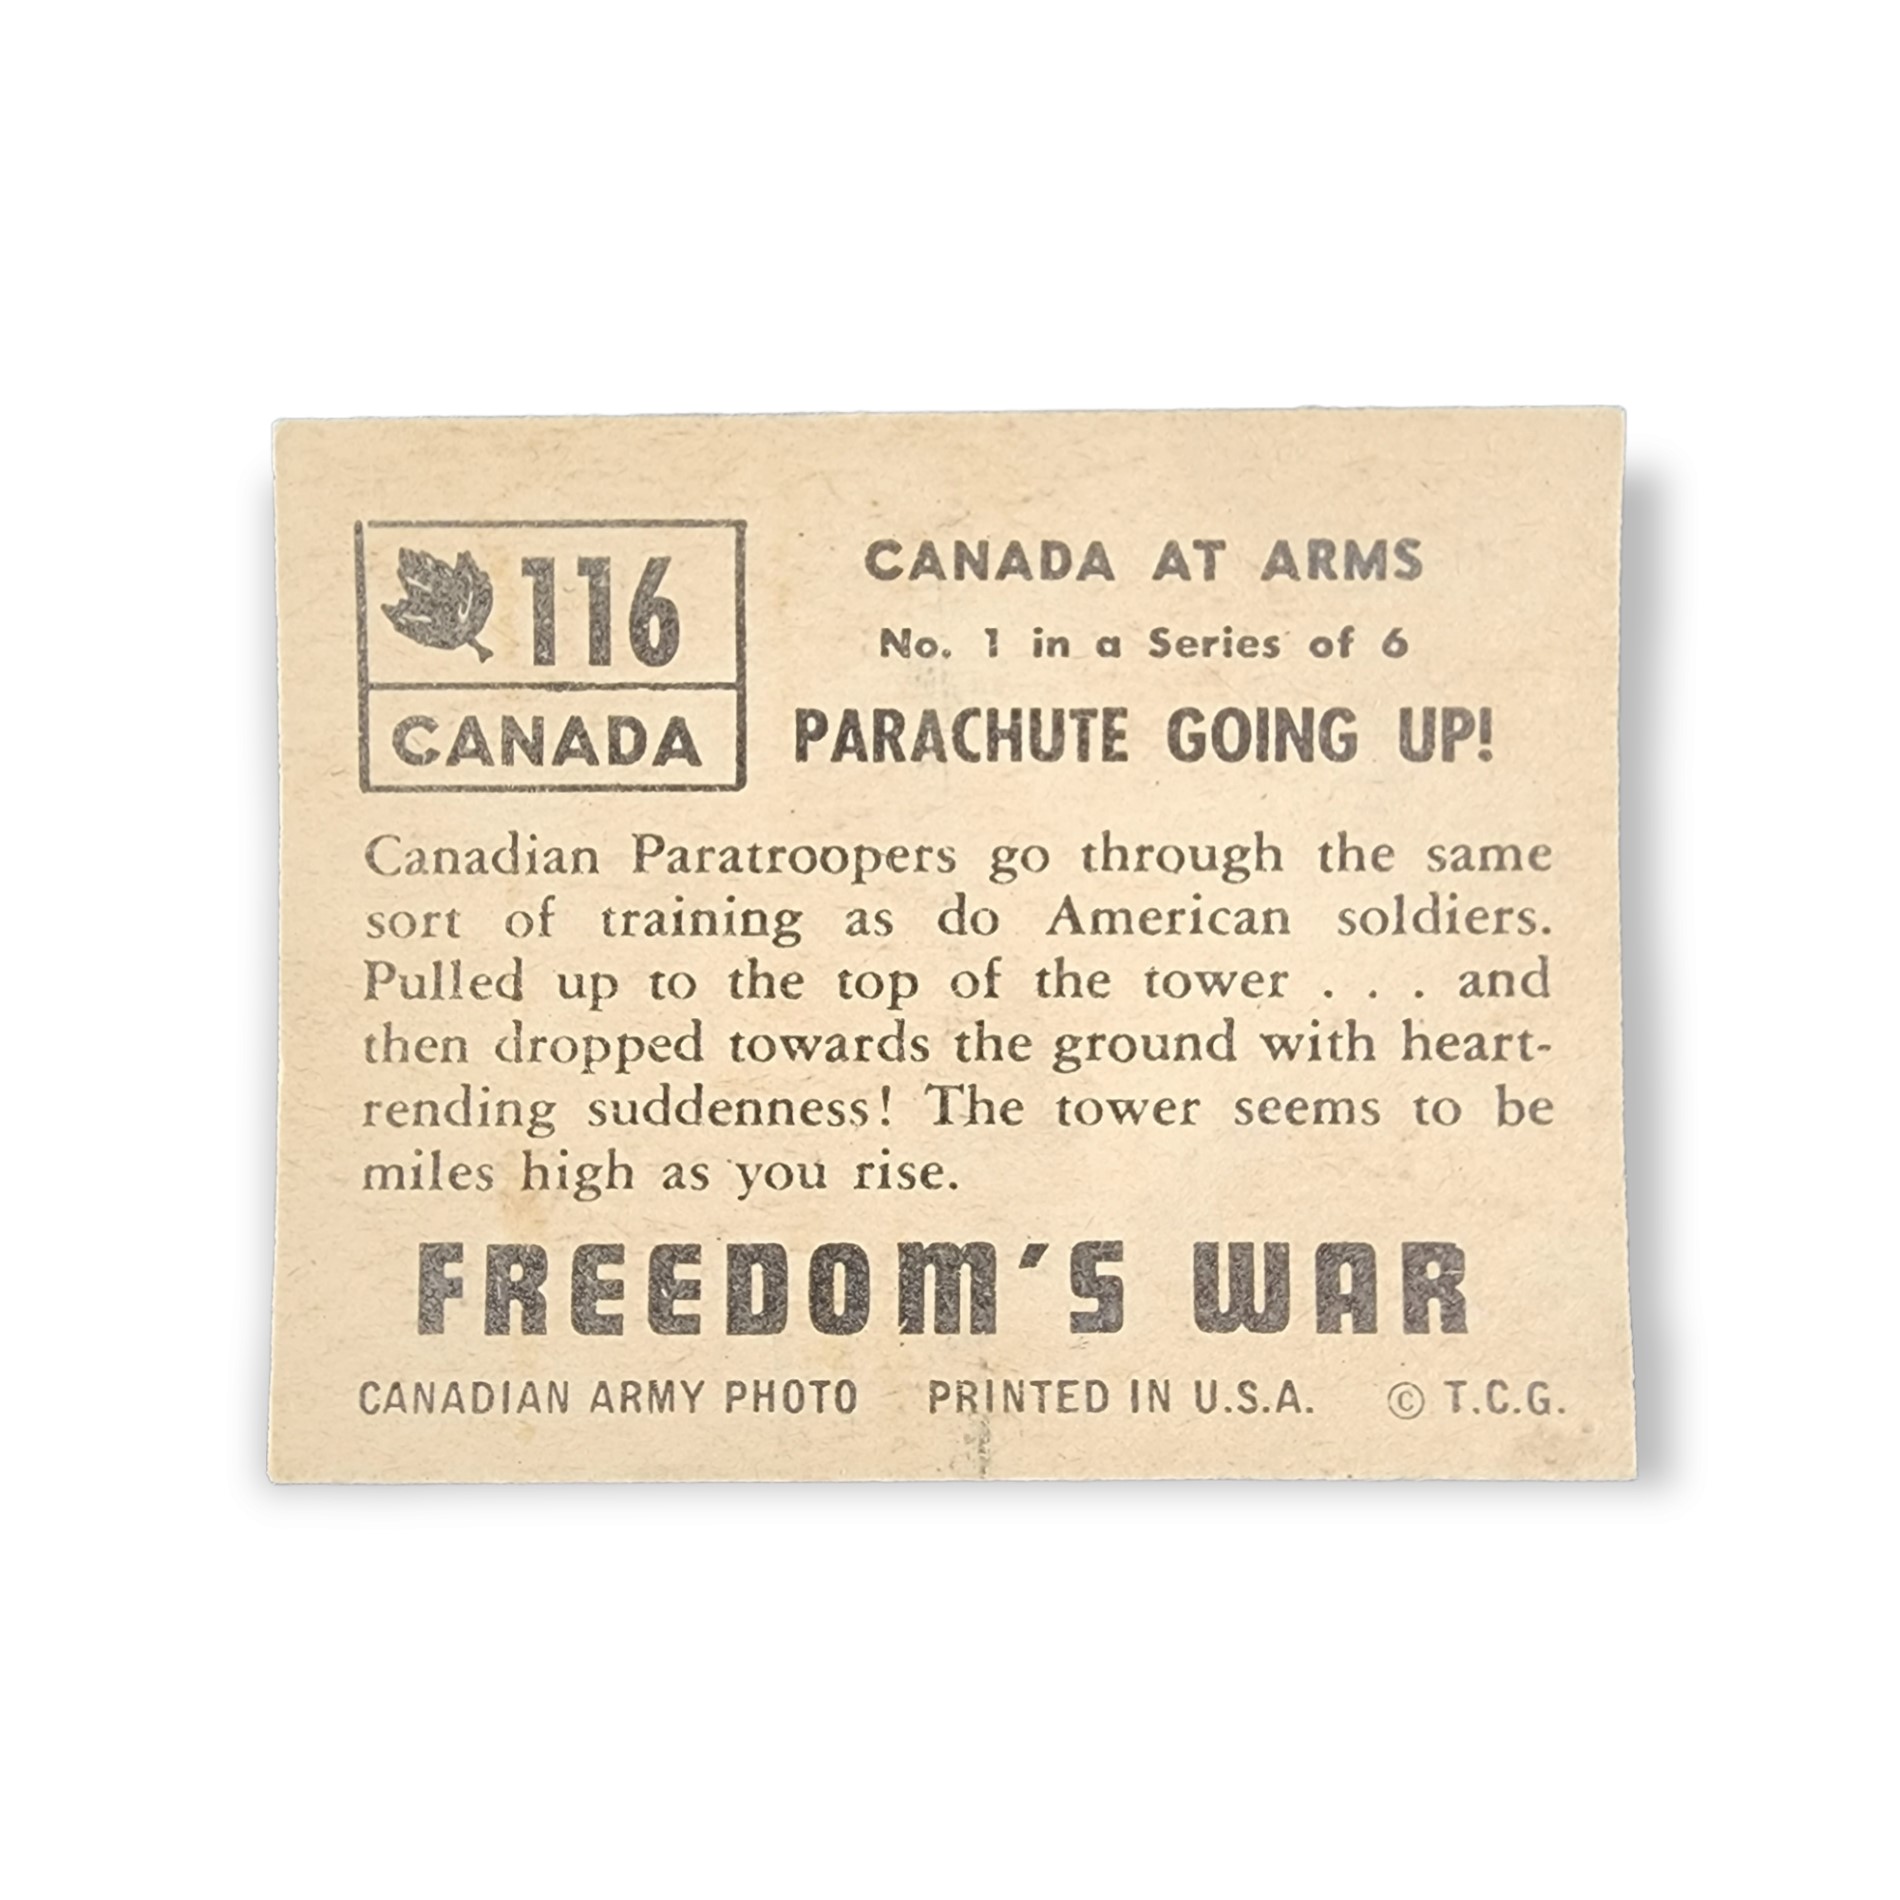 116
CANADA
CANADA AT ARMS
No. 1 in a Series of 6
PARACHUTE GOING UP!
Canadian Paratroopers go through the same
sort of training as do American soldiers.
Pulled up to the top of the tower . . . and
then dropped towards the ground with heart-
rending suddenness! The tower seems to be
miles high as you rise.
FREEDOM'S WAR
CANADIAN ARMY PHOTO PRINTED IN U.S.A. © T.C.G.